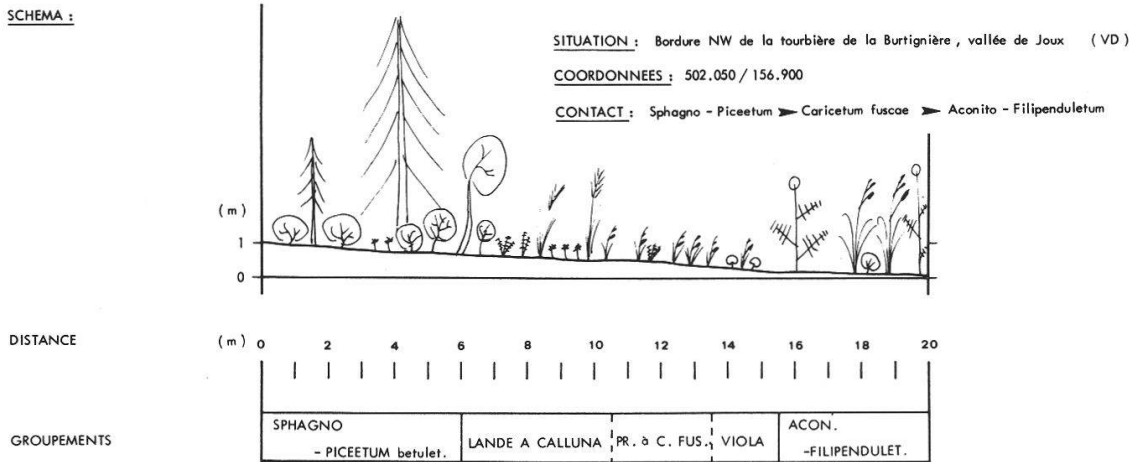 SCHEMA :
SITUATION : Bordure NW de la tourbière de la Burtignière , vallée de Joux ( VD )
COORDONNEES : 502.050 / 156.900
CONTACT : Sphagno - Piceetum ➤ Caricetum fuscae ➤ Aconito - Filipenduletum
( m )
1
0
DISTANCE ( m ) 0 2 4 6 8 10 12 14 16 18 20
GROUPEMENTS
SPHAGNO
- PICEETUM betulet.
LANDE A CALLUNA
PR. à C. FUS.
VIOLA
ACON.
-FILIPENDULET.